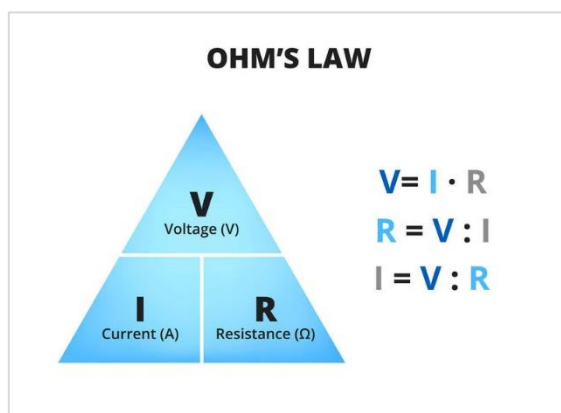 OHM'S LAW
V
Voltage (V)
I
Current (A)
R
Resistance (Ω)
V= I · R
R = V : I
I = V : R